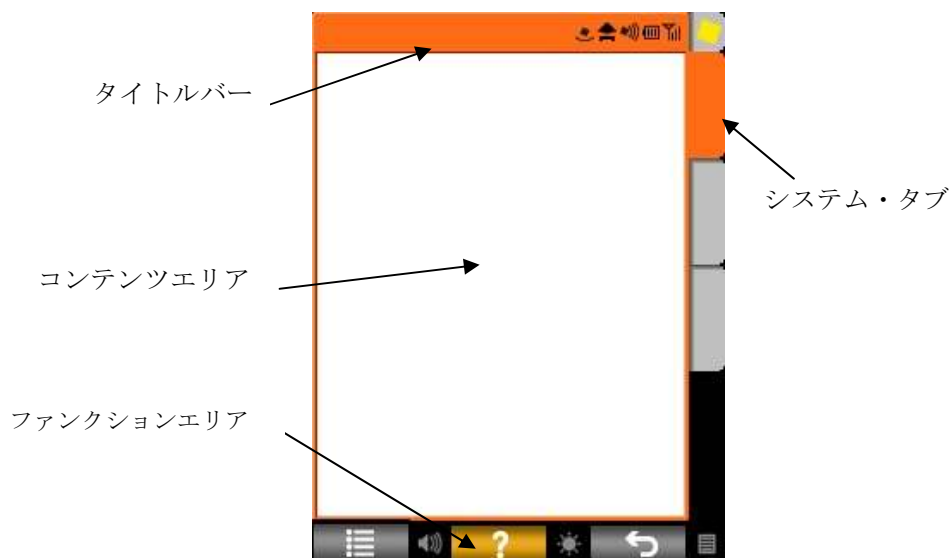 タイトルバー
システム・タブ
コンテンツエリア
ファンクションエリア
?